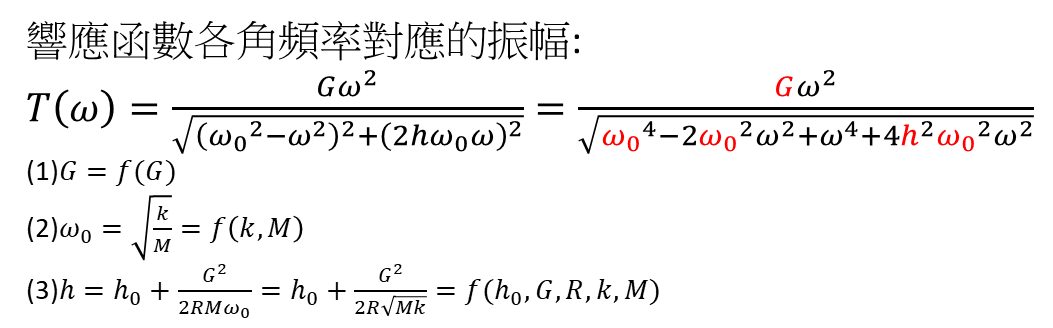 響應函數各角頻率對應的振幅:
T(ω) = Gω² / √((ω₀²−ω²)²+(2hω₀ω)²) = Gω² / √(ω₀⁴−2ω₀²ω²+ω⁴+4h²ω₀²ω²)
(1)G = f(G)
(2)ω₀ = √(k/M) = f(k, M)
(3)h = h₀ + G²/(2RMω₀) = h₀ + G²/(2R√(Mk)) = f(h₀, G, R, k, M)